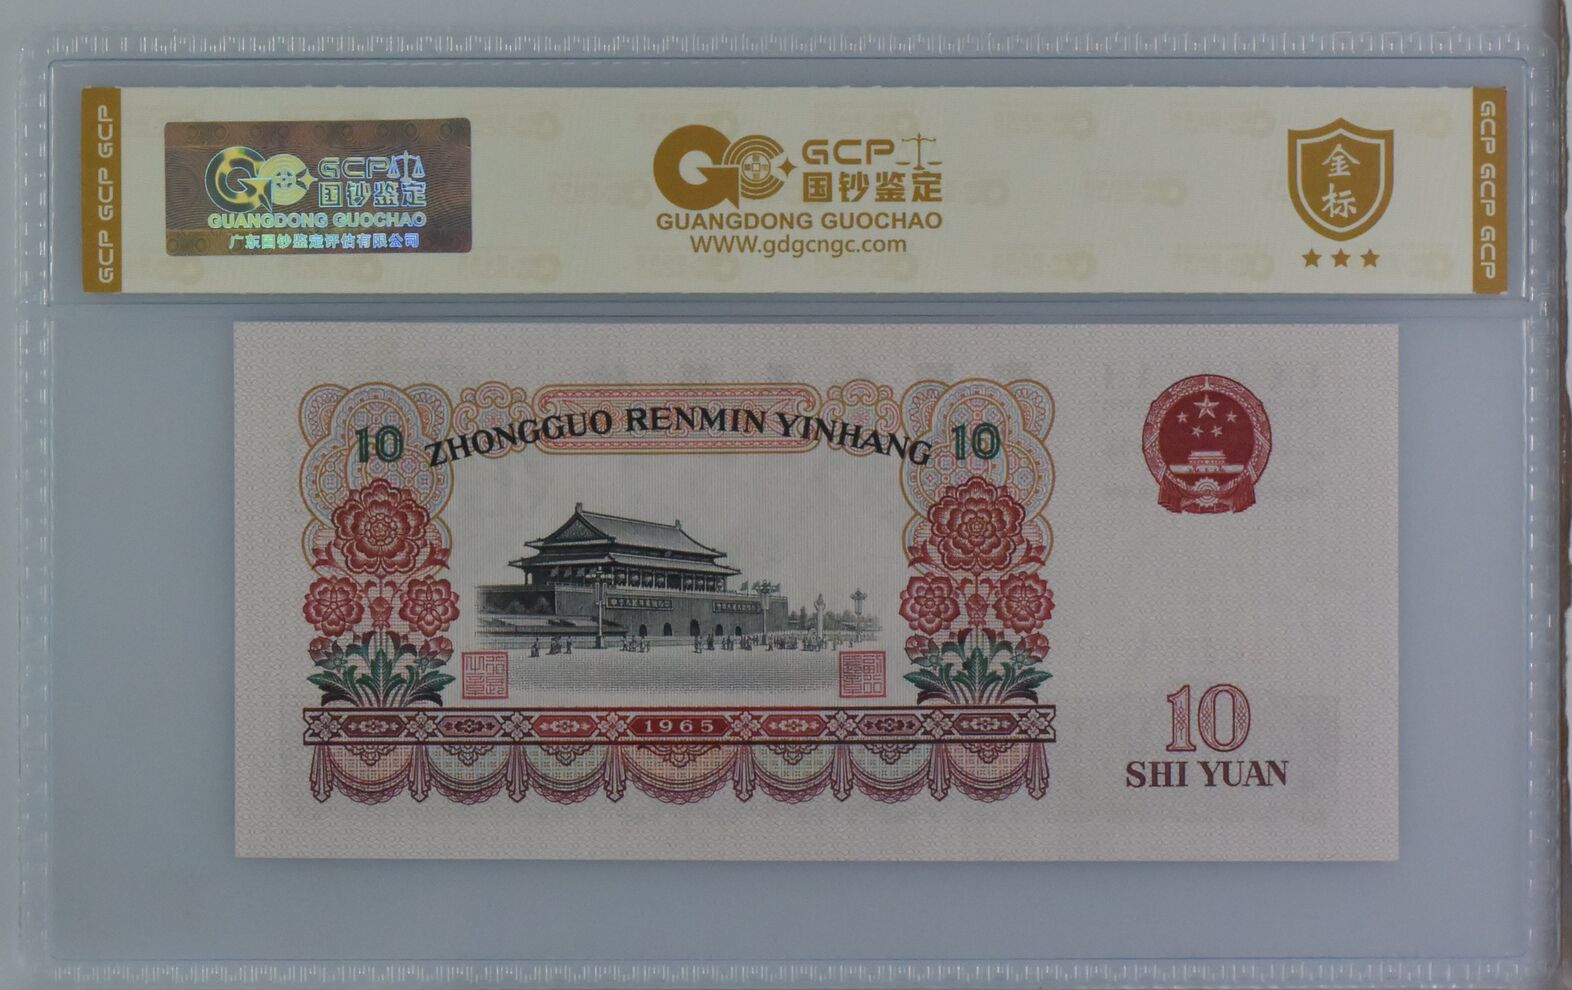 GCP GCP GCP
GCP
国钞鉴定
GUANGDONG GUOCHAO
广东国钞鉴定评估有限公司
GCP
国钞鉴定
GUANGDONG GUOCHAO
WWW.gdgcngc.com
金
标
GCP GCP GCP
10 ZHONGGUO RENMIN YINHANG 10
1965
10
SHI YUAN